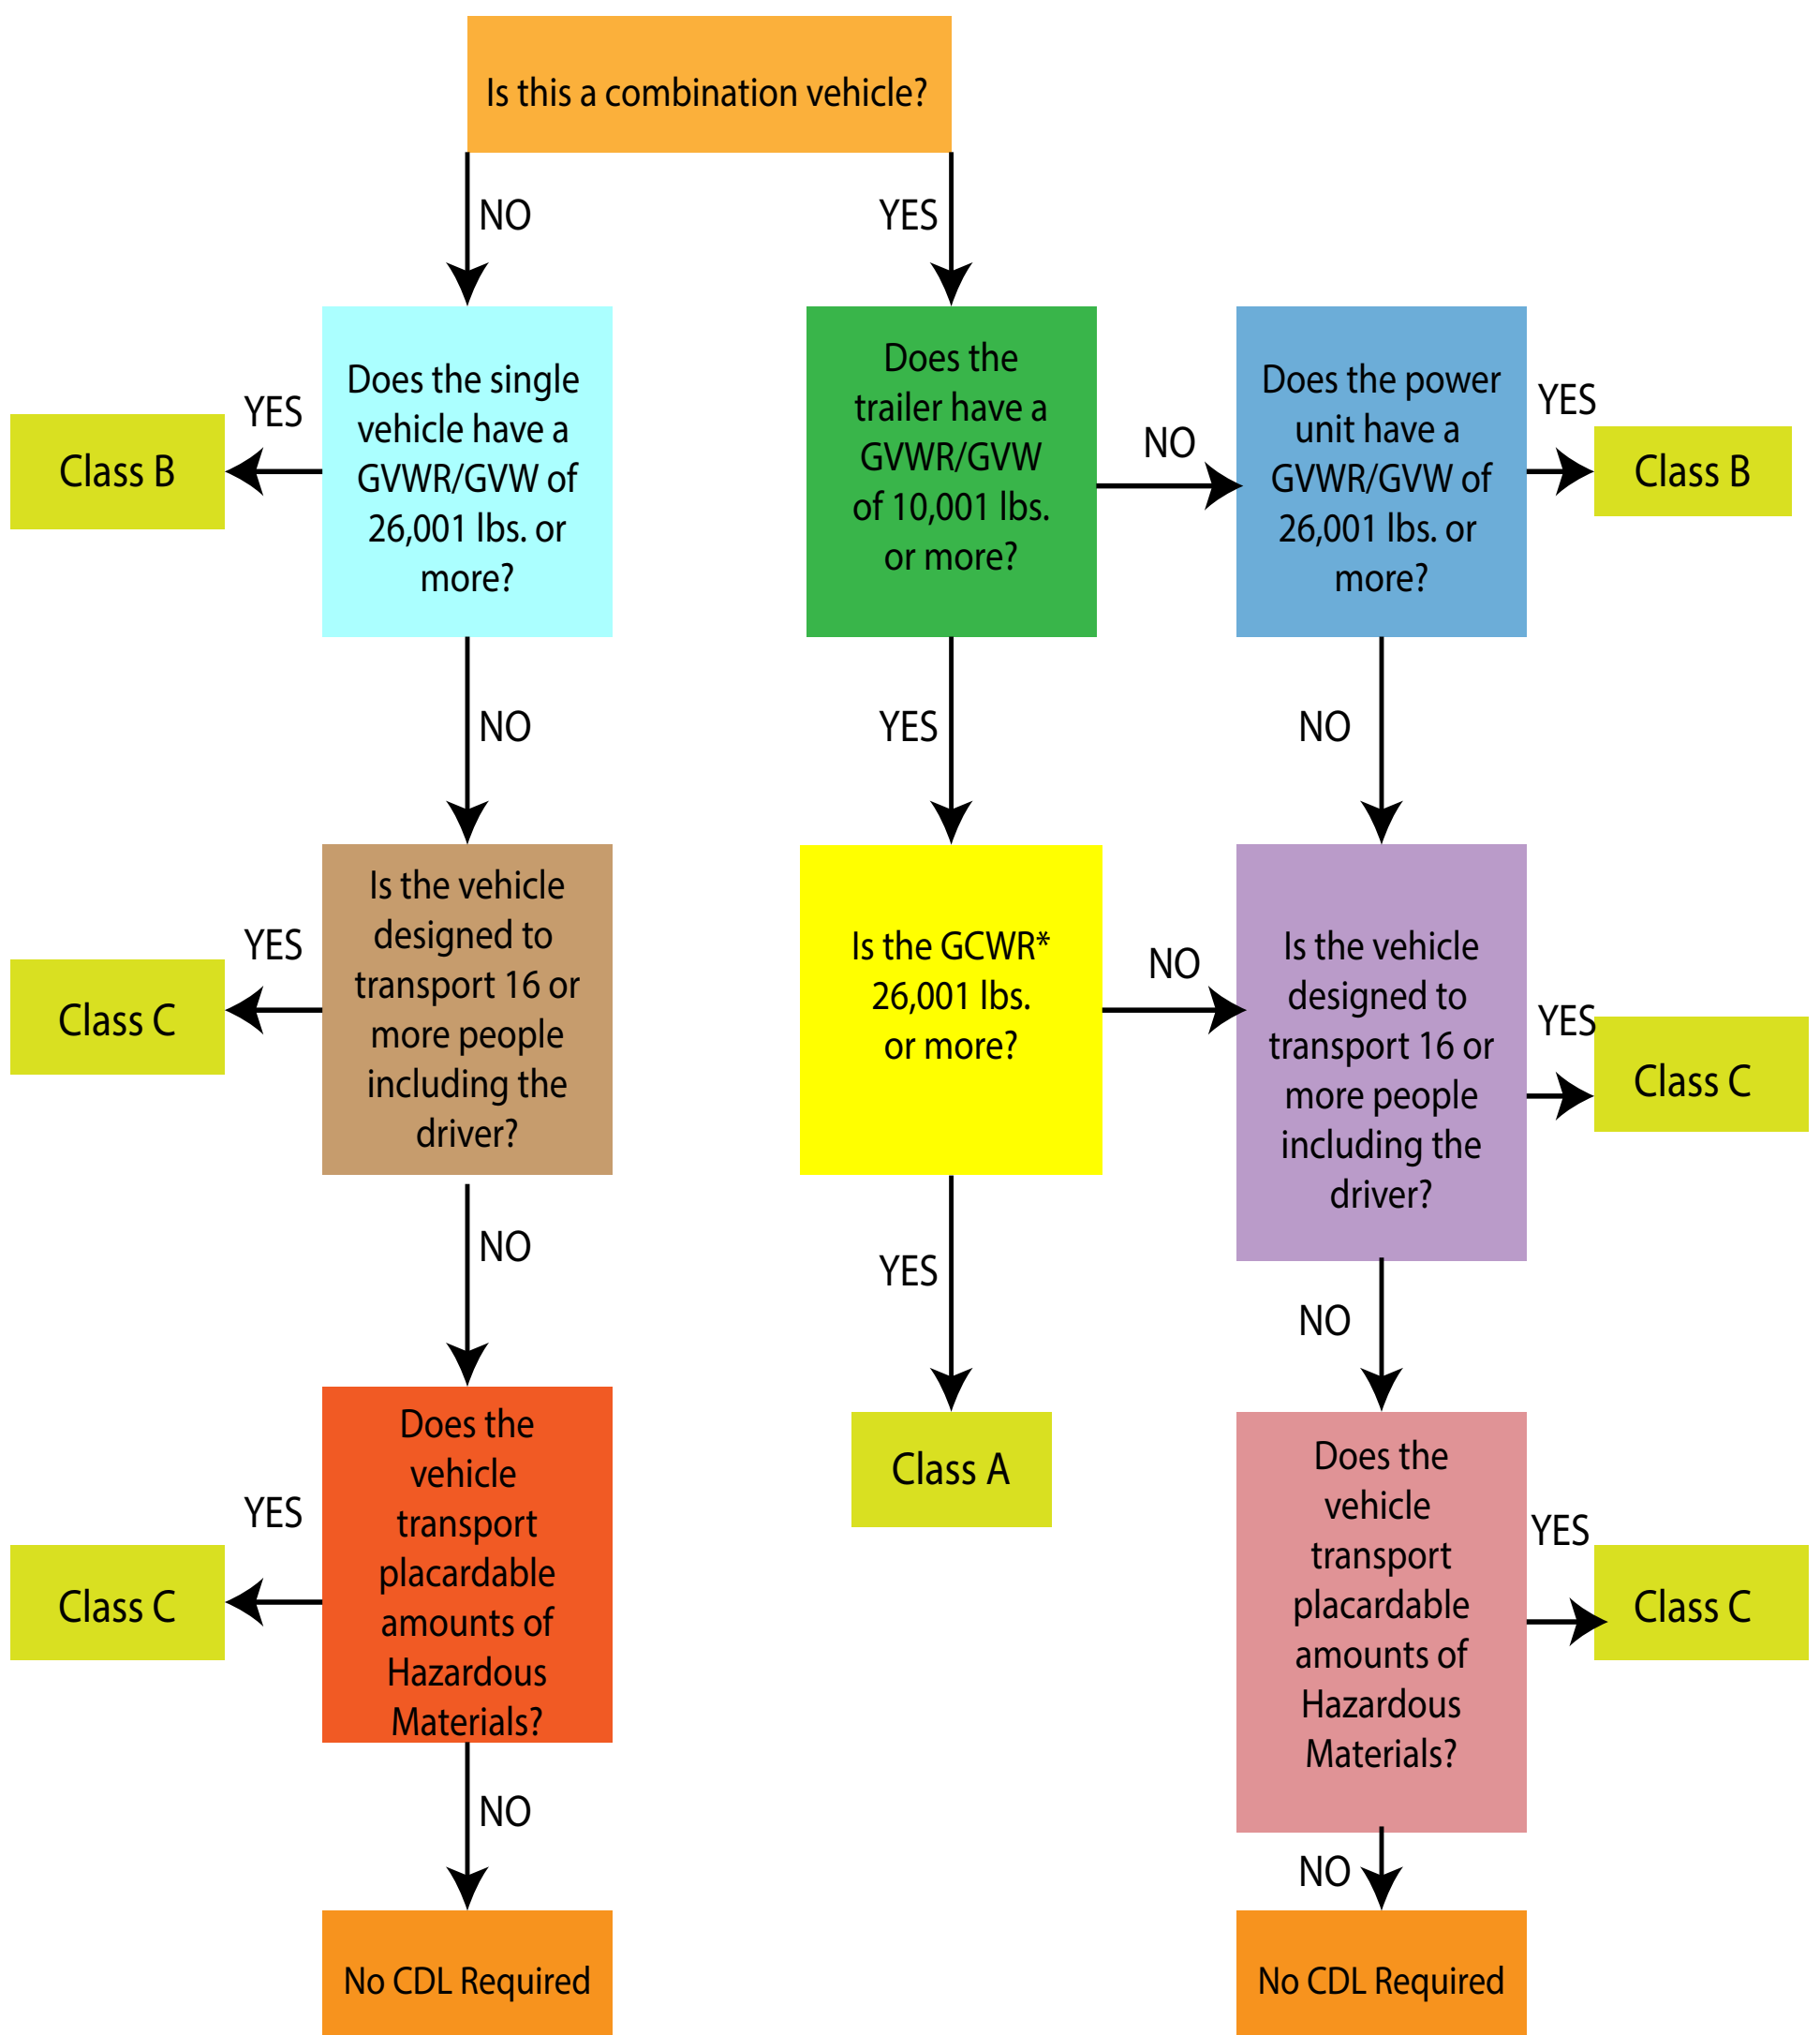 Is this a combination vehicle?
NO
YES
Does the single
vehicle have a
GVWR/GVW of
26,001 lbs. or
more?
YES
Class B
Does the
trailer have a
GVWR/GVW
of 10,001 lbs.
or more?
NO
Does the power
unit have a
GVWR/GVW of
26,001 lbs. or
more?
YES
Class B
NO
YES
NO
Is the vehicle
designed to
transport 16 or
more people
including the
driver?
YES
Class C
Is the GCWR*
26,001 lbs.
or more?
NO
Is the vehicle
designed to
transport 16 or
more people
including the
driver?
YES
Class C
NO
YES
NO
Does the
vehicle
transport
placardable
amounts of
Hazardous
Materials?
YES
Class C
Class A
Does the
vehicle
transport
placardable
amounts of
Hazardous
Materials?
YES
Class C
NO
NO
No CDL Required
No CDL Required